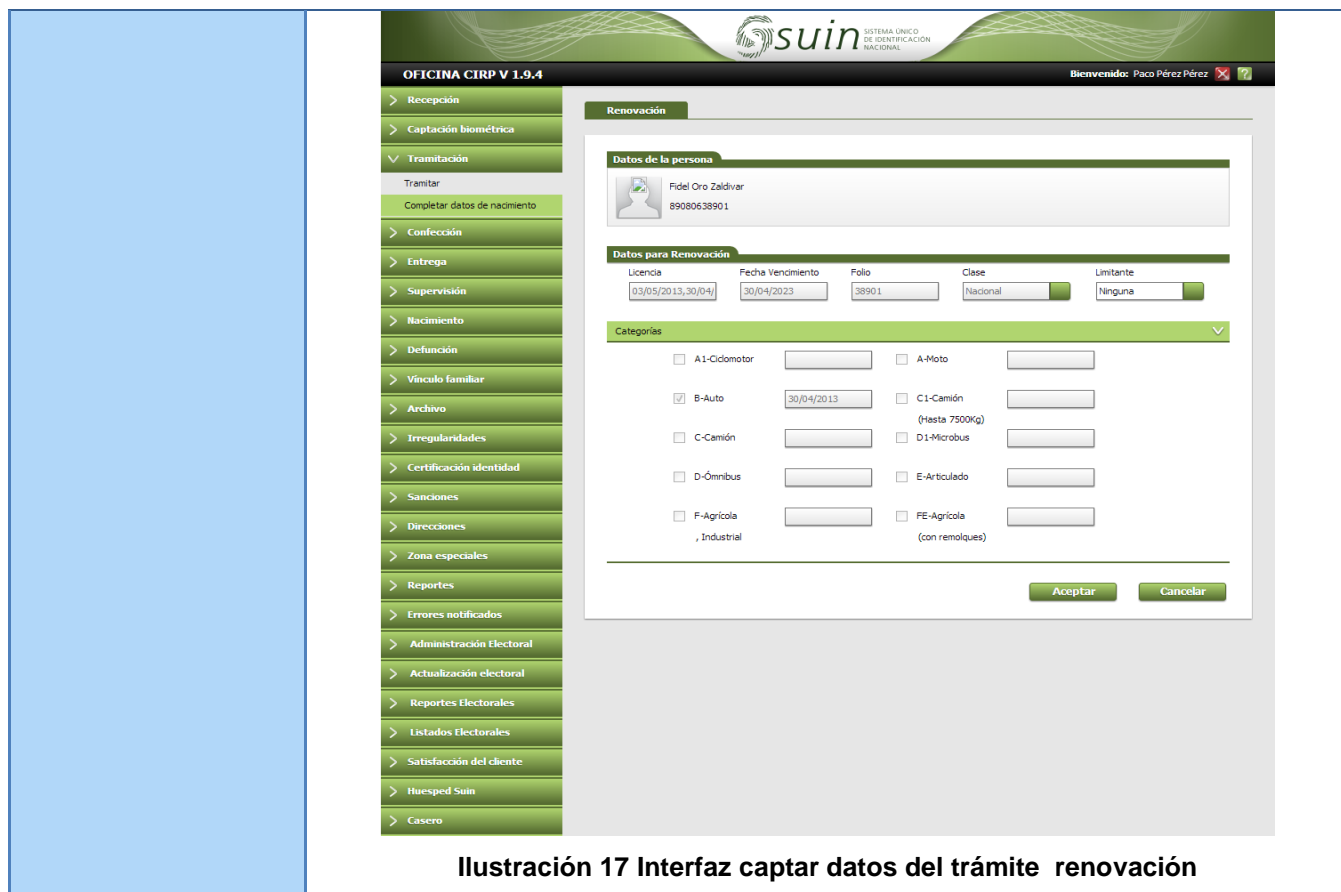 suin SISTEMA ÚNICO
DE IDENTIFICACIÓN
NACIONAL
OFICINA CIRP V 1.9.4
Bienvenido: Paco Pérez Pérez
Recepción
Captación biométrica
Tramitación
Tramitar
Completar datos de nacimiento
Confección
Entrega
Supervisión
Nacimiento
Defunción
Vínculo familiar
Archivo
Irregularidades
Certificación identidad
Sanciones
Direcciones
Zona especiales
Reportes
Errores notificados
Administración Electoral
Actualización electoral
Reportes Electorales
Listados Electorales
Satisfacción del cliente
Huesped Suin
Casero
Renovación
Datos de la persona
Fidel Oro Zaldivar
89080638901
Datos para Renovación
Licencia Fecha Vencimiento Folio Clase Limitante
03/05/2013,30/04/ 30/04/2023 38901 Nacional Ninguna
Categorías
A1-Ciclomotor A-Moto
B-Auto 30/04/2013 C1-Camión
(Hasta 7500Kg)
C-Camión D1-Microbus
D-Ómnibus E-Articulado
F-Agrícola FE-Agrícola
, Industrial (con remolques)
Aceptar Cancelar
Ilustración 17 Interfaz captar datos del trámite renovación